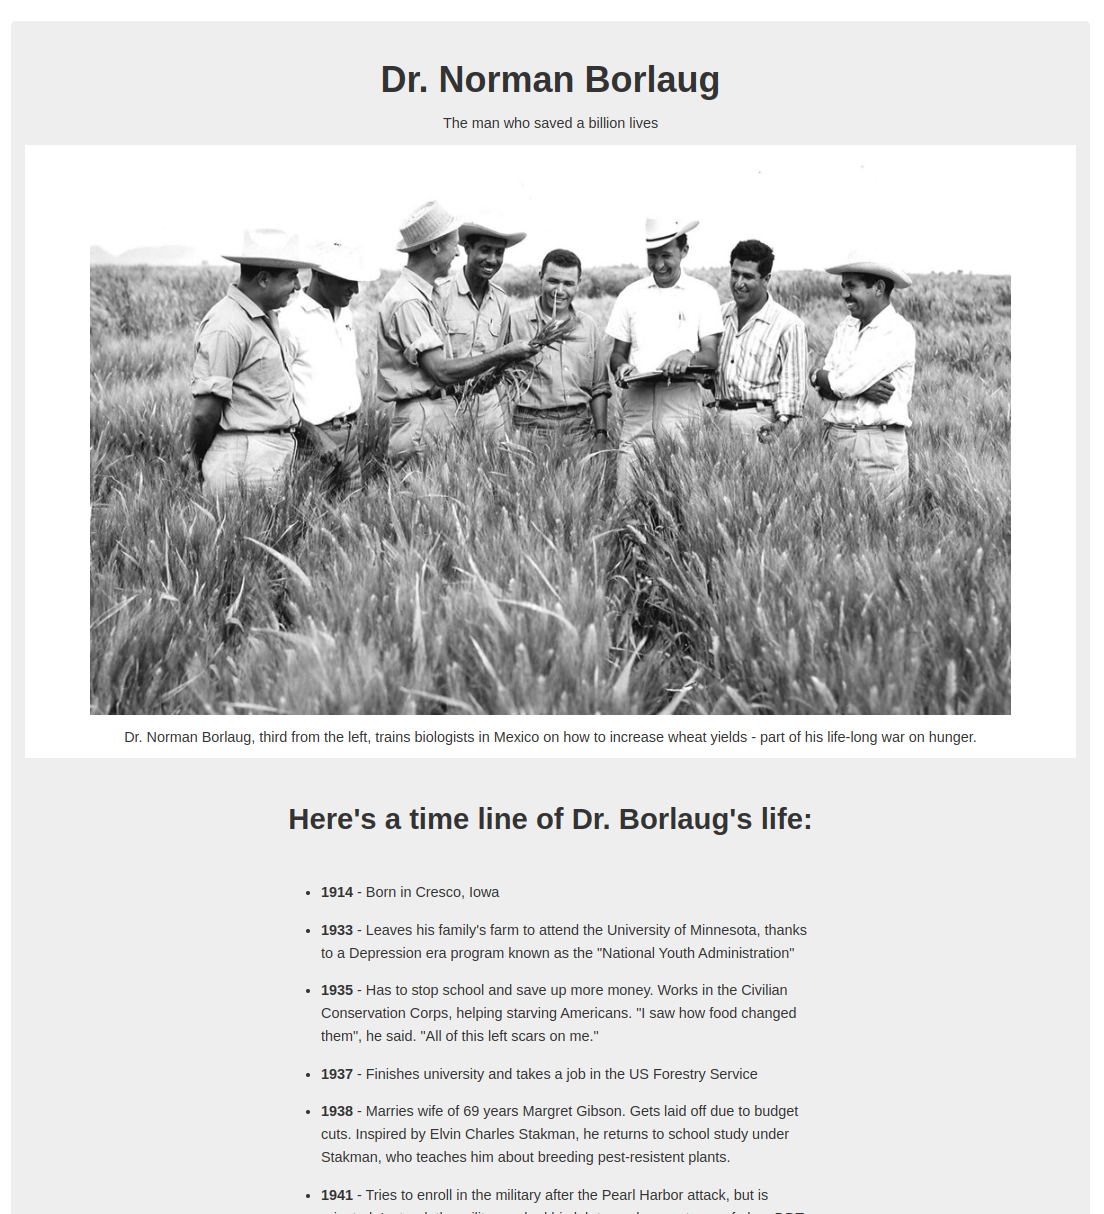 Dr. Norman Borlaug
The man who saved a billion lives
Dr. Norman Borlaug, third from the left, trains biologists in Mexico on how to increase wheat yields - part of his life-long war on hunger.
Here's a time line of Dr. Borlaug's life:
1914 - Born in Cresco, Iowa
1933 - Leaves his family's farm to attend the University of Minnesota, thanks
to a Depression era program known as the "National Youth Administration"
1935 - Has to stop school and save up more money. Works in the Civilian
Conservation Corps, helping starving Americans. "I saw how food changed
them", he said. "All of this left scars on me."
1937 - Finishes university and takes a job in the US Forestry Service
1938 - Marries wife of 69 years Margret Gibson. Gets laid off due to budget
cuts. Inspired by Elvin Charles Stakman, he returns to school study under
Stakman, who teaches him about breeding pest-resistent plants.
1941 - Tries to enroll in the military after the Pearl Harbor attack, but is